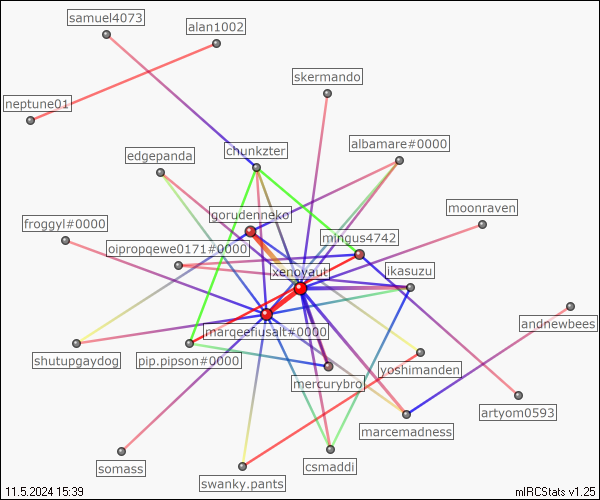 samuel4073
alan1002
skermando
neptune01
albamare#0000
chunkzter
edgepanda
moonraven
gorudenneko
froggyl#0000
mingus4742
oipropqewe0171#0000
xenoyaut
ikasuzu
andnewbees
marqeefiusalt#0000
shutupgaydog
pip.pipson#0000
yoshimanden
mercurybro
artyom0593
marcemadness
somass
csmaddi
swanky.pants
11.5.2024 15:39
mIRCStats v1.25